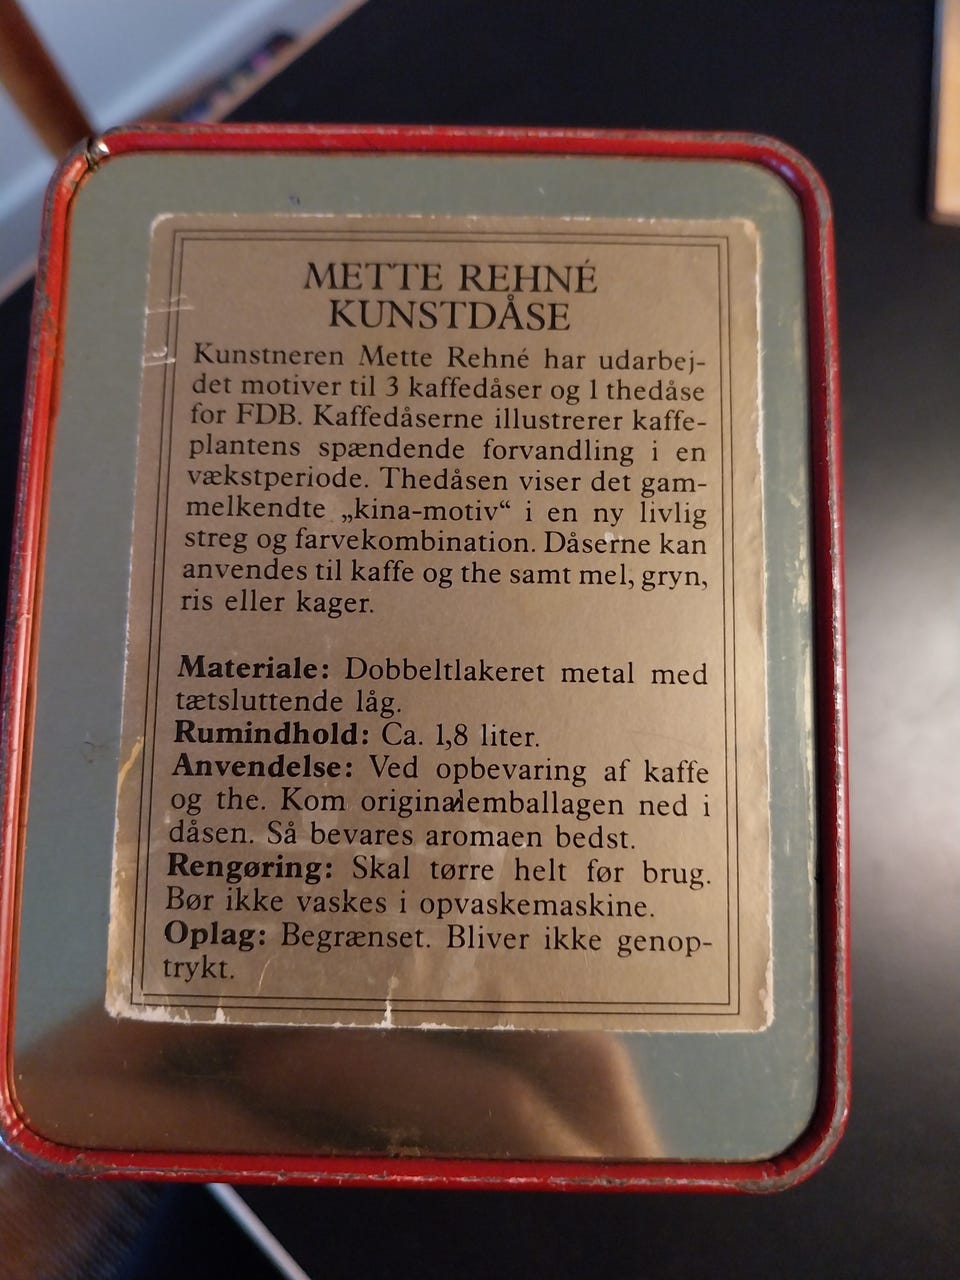 METTE REHNÉ
KUNSTDÅSE
Kunstneren Mette Rehné har udarbej-
det motiver til 3 kaffedåser og 1 thedåse
for FDB. Kaffedåserne illustrerer kaffe-
plantens spændende forvandling i en
vækstperiode. Thedåsen viser det gam-
melkendte „kina-motiv“ i en ny livlig
streg og farvekombination. Dåserne kan
anvendes til kaffe og the samt mel, gryn,
ris eller kager.
Materiale: Dobbeltlakeret metal med
tætsluttende låg.
Rumindhold: Ca. 1,8 liter.
Anvendelse: Ved opbevaring af kaffe
og the. Kom originalemballagen ned i
dåsen. Så bevares aromaen bedst.
Rengøring: Skal tørre helt før brug.
Bør ikke vaskes i opvaskemaskine.
Oplag: Begrænset. Bliver ikke genop-
trykt.